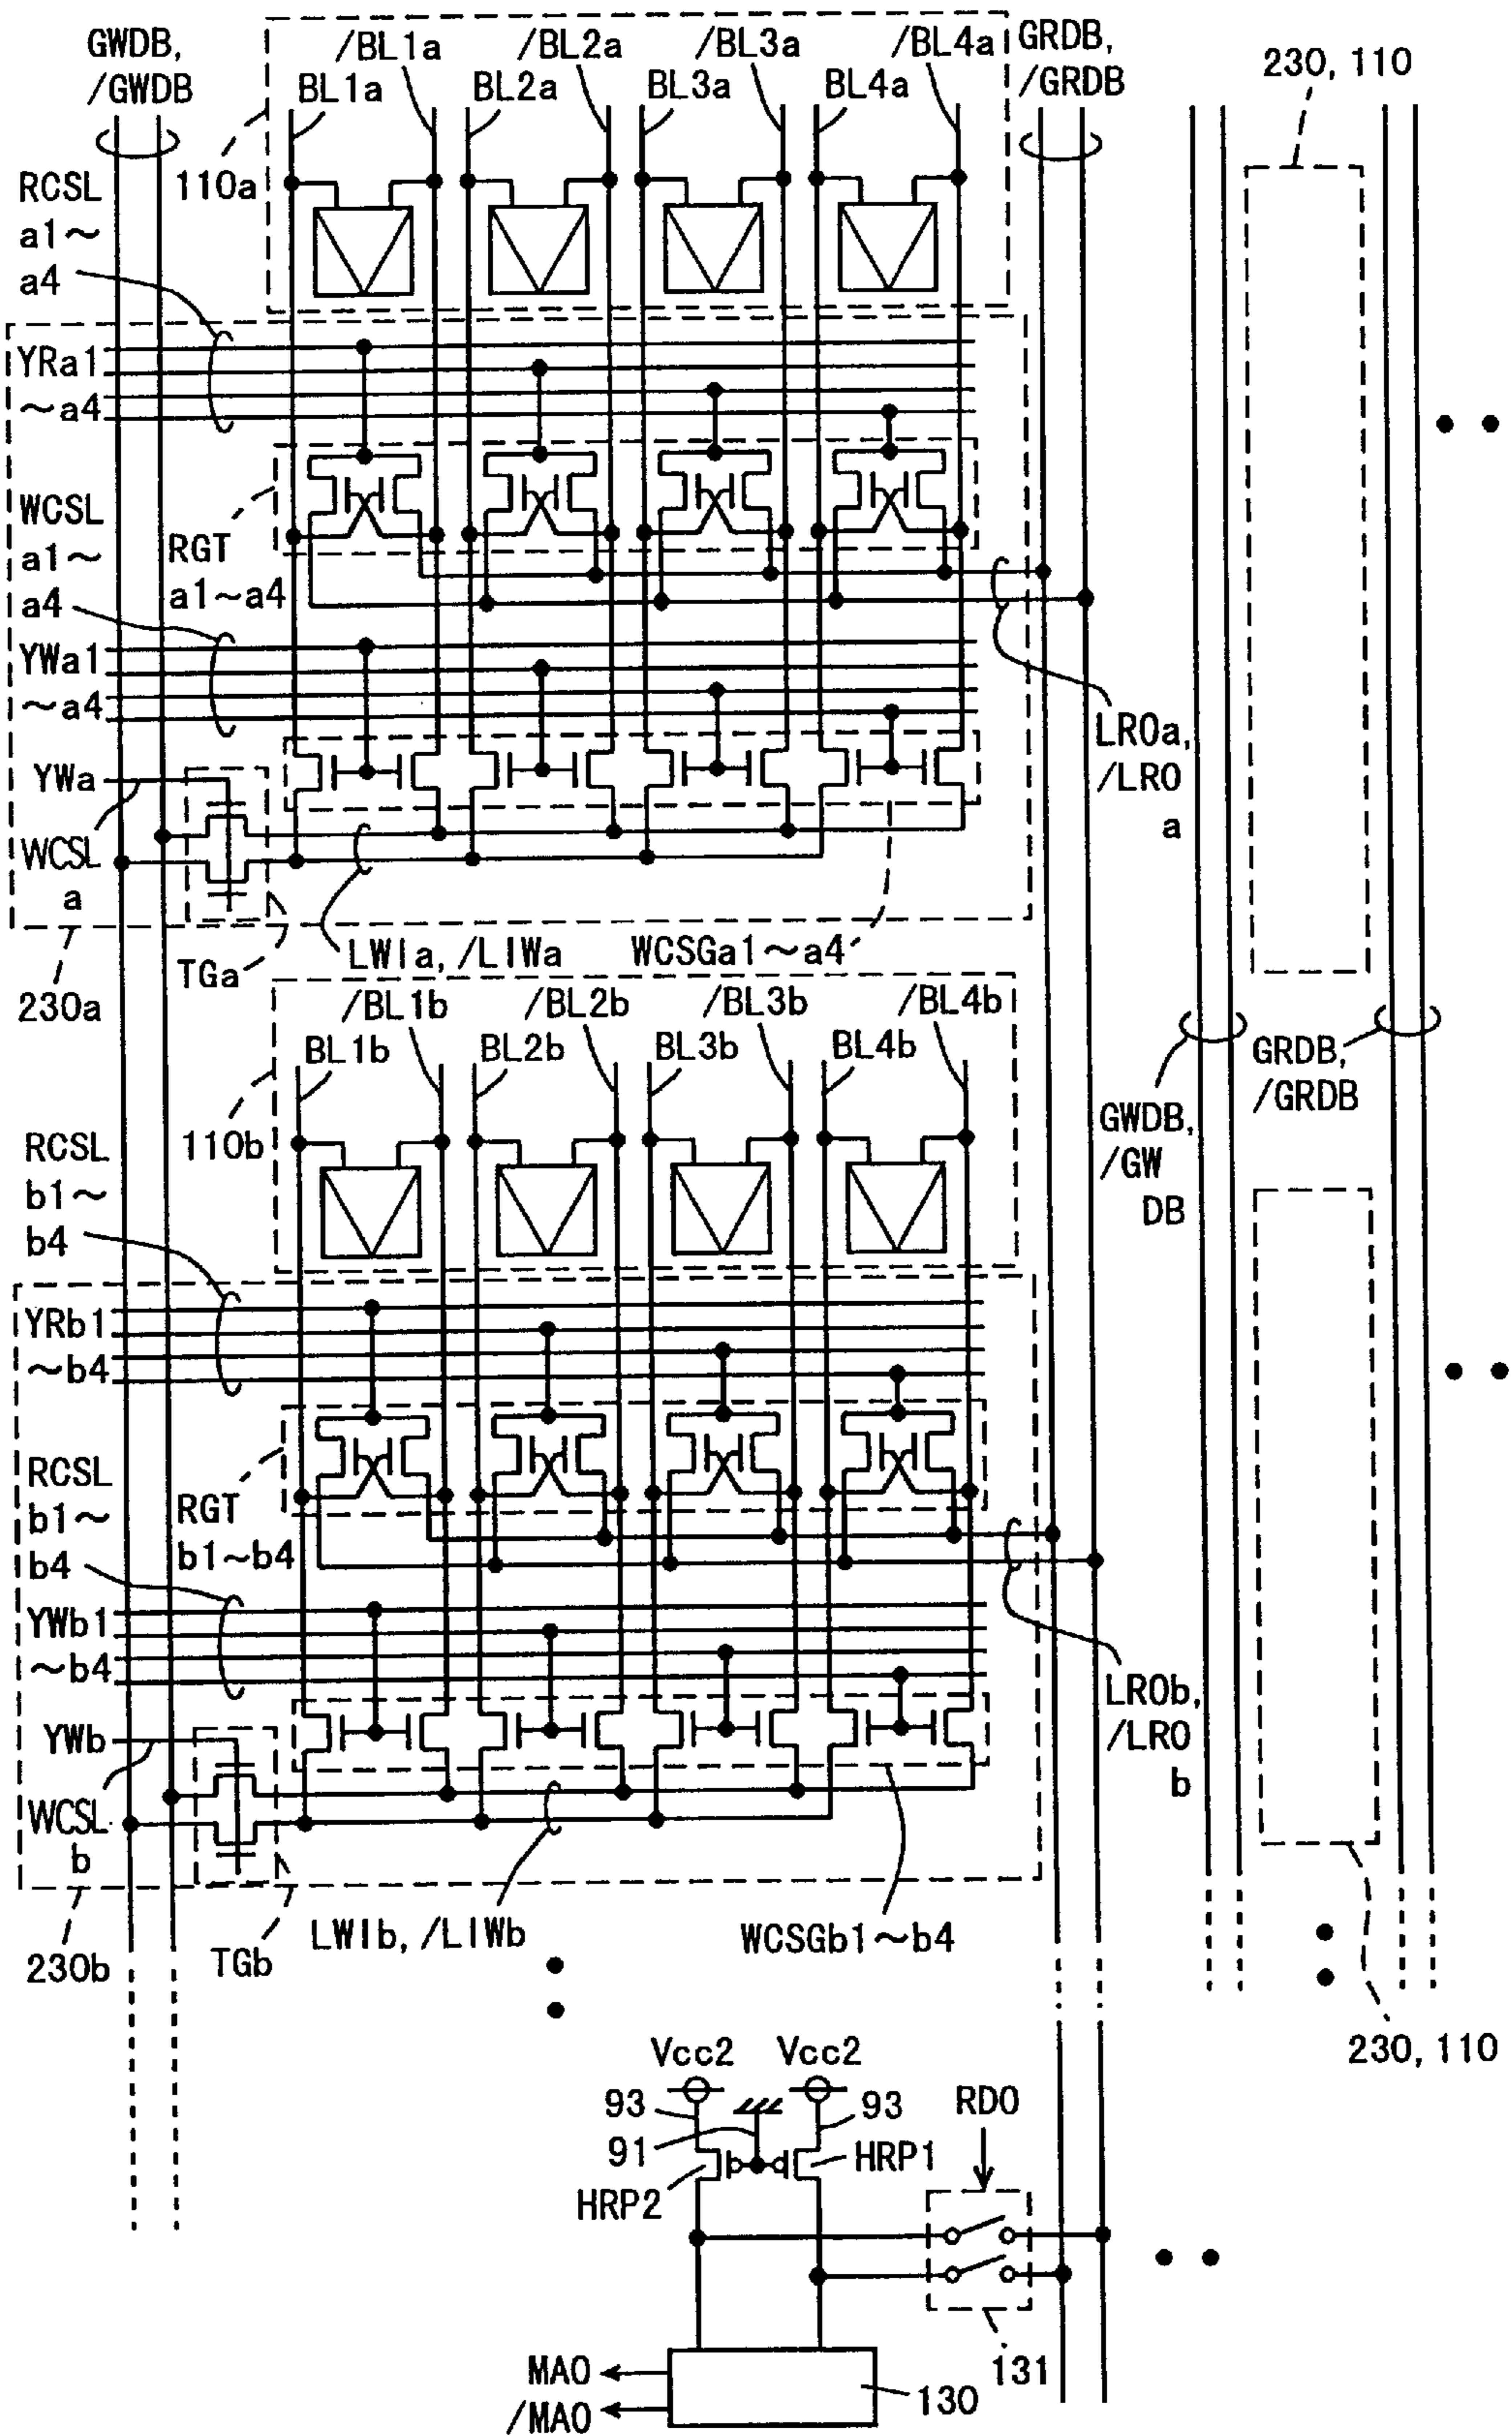 GWDB,
/GWDB
/BL1a
/BL2a
/BL3a
/BL4a
GRDB,
/GRDB
BL1a
BL2a
BL3a
BL4a
230, 110
110a
RCSL
a1~
a4
YRa1
~a4
WCSL
a1~
a4
RGT
a1~a4
YWa1
~a4
LROa,
/LRO
a
YWa
WCSL
a
230a
TGa
LWIa, /LIWa
WCSGa1~a4
/BL1b
/BL2b
/BL3b
/BL4b
BL1b
BL2b
BL3b
BL4b
GRDB,
/GRDB
GWDB,
/GW
DB
110b
RCSL
b1~
b4
YRb1
~b4
RCSL
b1~
b4
RGT
b1~b4
YWb1
~b4
LROb,
/LRO
b
YWb
WCSL
b
230b
TGb
LWIb, /LIWb
WCSGb1~b4
230, 110
Vcc2 Vcc2
93
93
91
RDO
HRP1
HRP2
131
MAO
/MAO
130